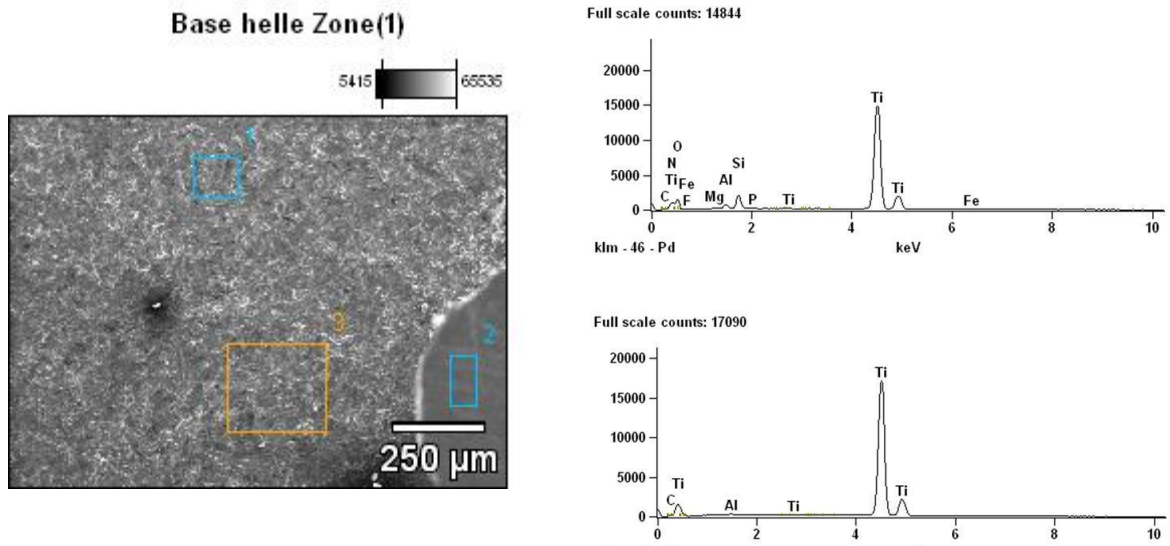 Base helle Zone(1)
5415 65535
1
3
2
250 µm
Full scale counts: 14844
20000
15000
10000
5000
0
Ti
O
N Si
Ti Fe Al Ti
C F Mg P Ti Fe
0 2 4 6 8 10
klm - 46 - Pd keV
Full scale counts: 17090
20000
15000
10000
5000
0
Ti
Ti Ti
C Al Ti
0 2 4 6 8 10